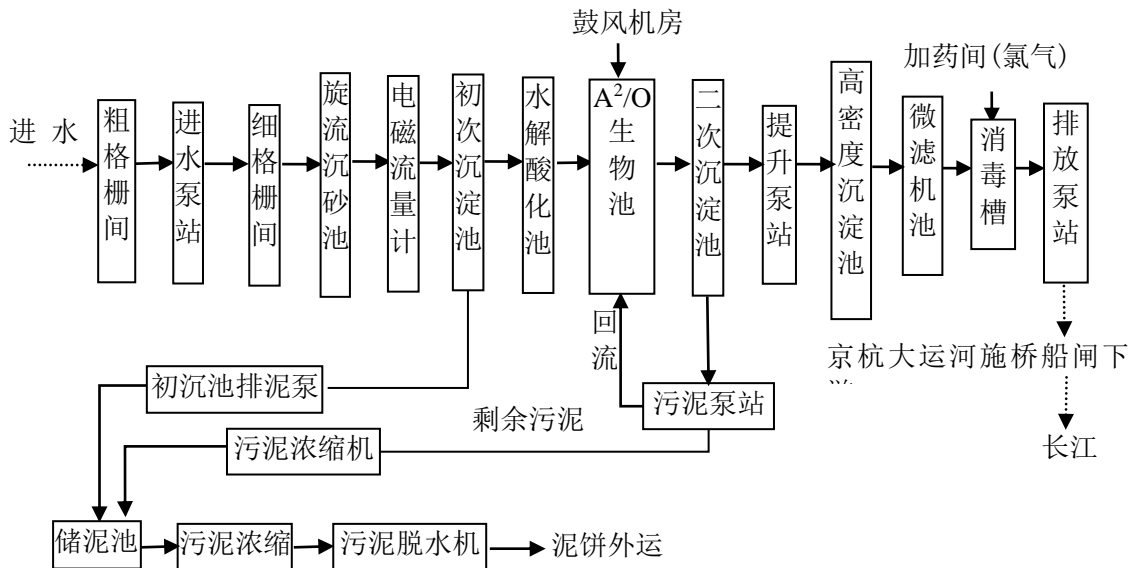 鼓风机房
加药间(氯气)
进 水
粗格栅间
进水泵站
细格栅间
旋流沉砂池
电磁流量计
初次沉淀池
水解酸化池
A²/O生物池
二次沉淀池
提升泵站
高密度沉淀池
微滤机池
消毒槽
排放泵站
回流
京杭大运河施桥船闸下
初沉池排泥泵
污泥泵站
剩余污泥
污泥浓缩机
长江
储泥池
污泥浓缩
污泥脱水机
泥饼外运